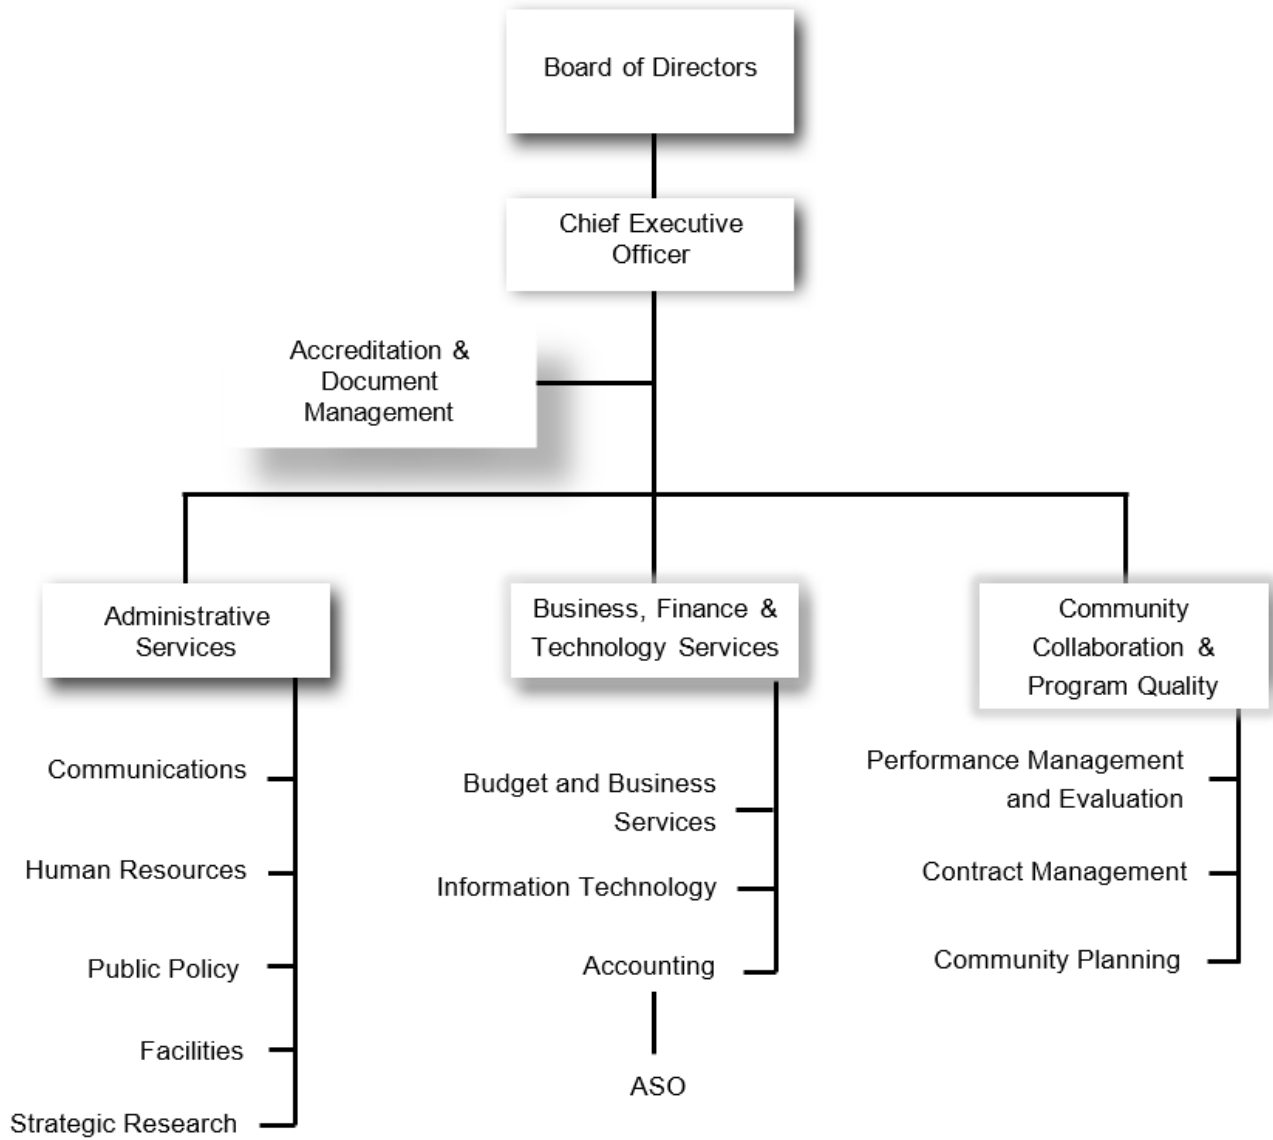 Board of Directors
Chief Executive
Officer
Accreditation &
Document
Management
Administrative
Services
Communications
Human Resources
Public Policy
Facilities
Strategic Research
Business, Finance &
Technology Services
Budget and Business
Services
Information Technology
Accounting
ASO
Community
Collaboration &
Program Quality
Performance Management
and Evaluation
Contract Management
Community Planning